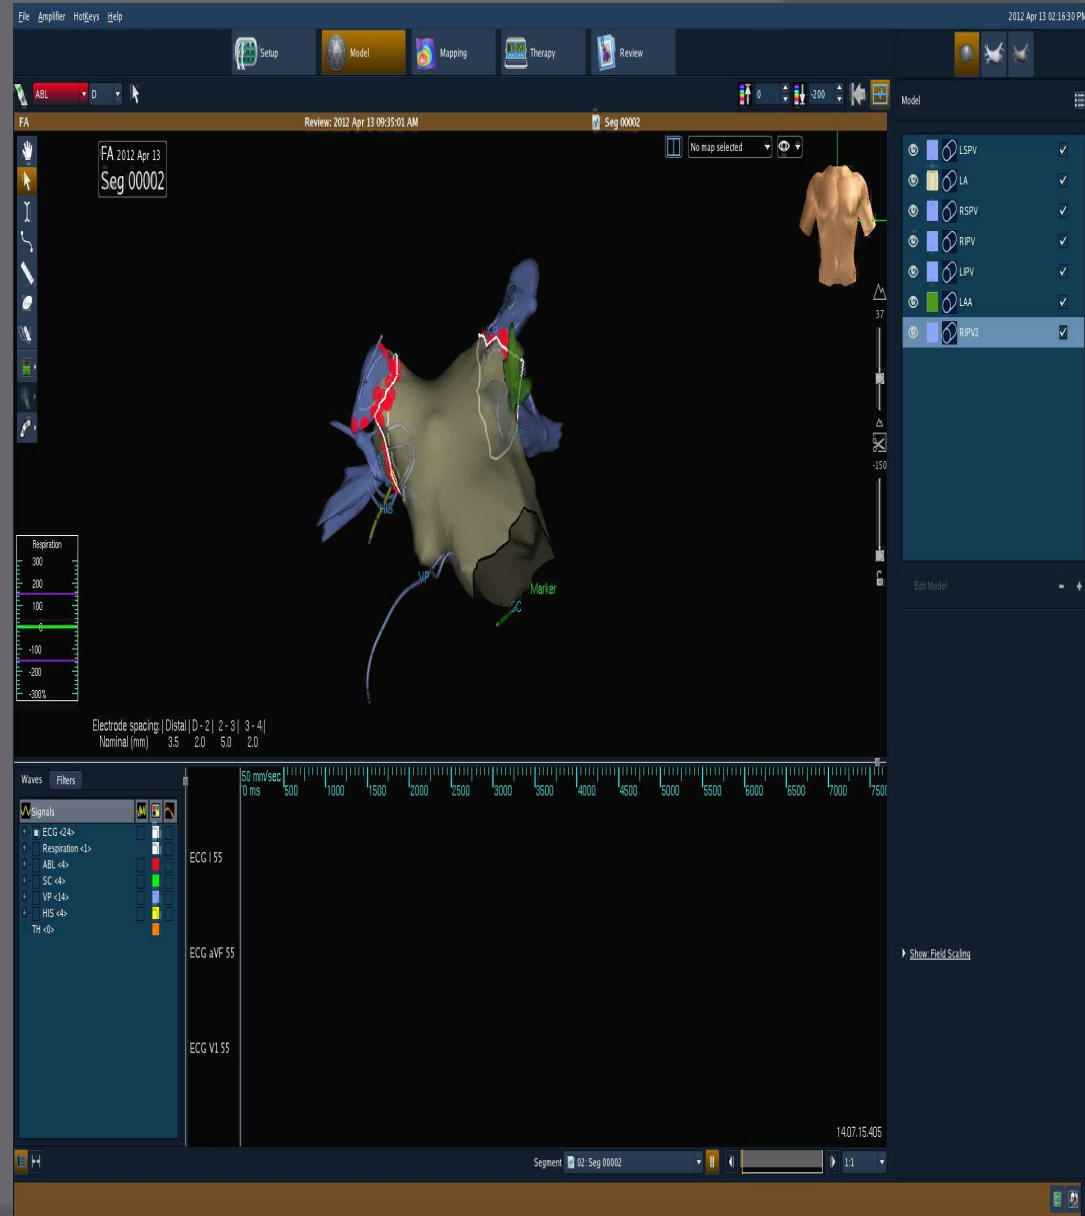 File Amplifier HotKeys Help
2012 Apr 13 02:16:30 PM
Setup
Model
Mapping
Therapy
Review
ABL
D
0
-200
Model
FA
Review: 2012 Apr 13 09:35:01 AM
Seg 00002
FA 2012 Apr 13
Seg 00002
No map selected
LSPV
LA
RSPV
RIPV
LIPV
LAA
RIPV2
37
-150
HIS
VP
Marker
SC
Edit Model
Respiration
300
200
100
0
-100
-200
-300%
Electrode spacing: | Distal | D - 2 | 2 - 3 | 3 - 4 |
Nominal (mm) 3.5 2.0 5.0 2.0
Waves Filters
Signals
ECG <24>
Respiration <1>
ABL <4>
SC <4>
VP <14>
HIS <4>
TH <0>
50 mm/sec
0 ms 500 1000 1500 2000 2500 3000 3500 4000 4500 5000 5500 6000 6500 7000 7500
ECG I 55
ECG aVF 55
ECG V1 55
Show: Field Scaling
14.07.15.405
Segment 02: Seg 00002
1:1